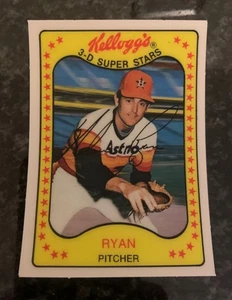 Kellogg's®
3-D SUPER STARS
Astros
RYAN
PITCHER